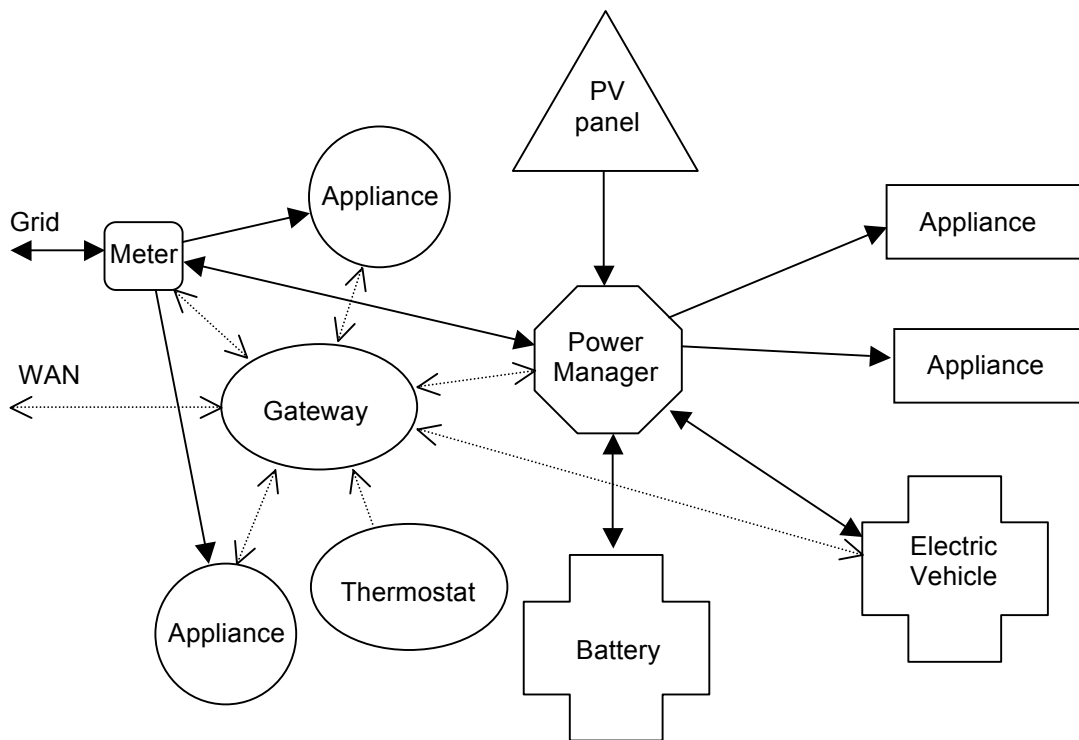 PV
panel
Appliance
Grid
Meter
Appliance
Power
Manager
Appliance
WAN
Gateway
Thermostat
Appliance
Battery
Electric
Vehicle